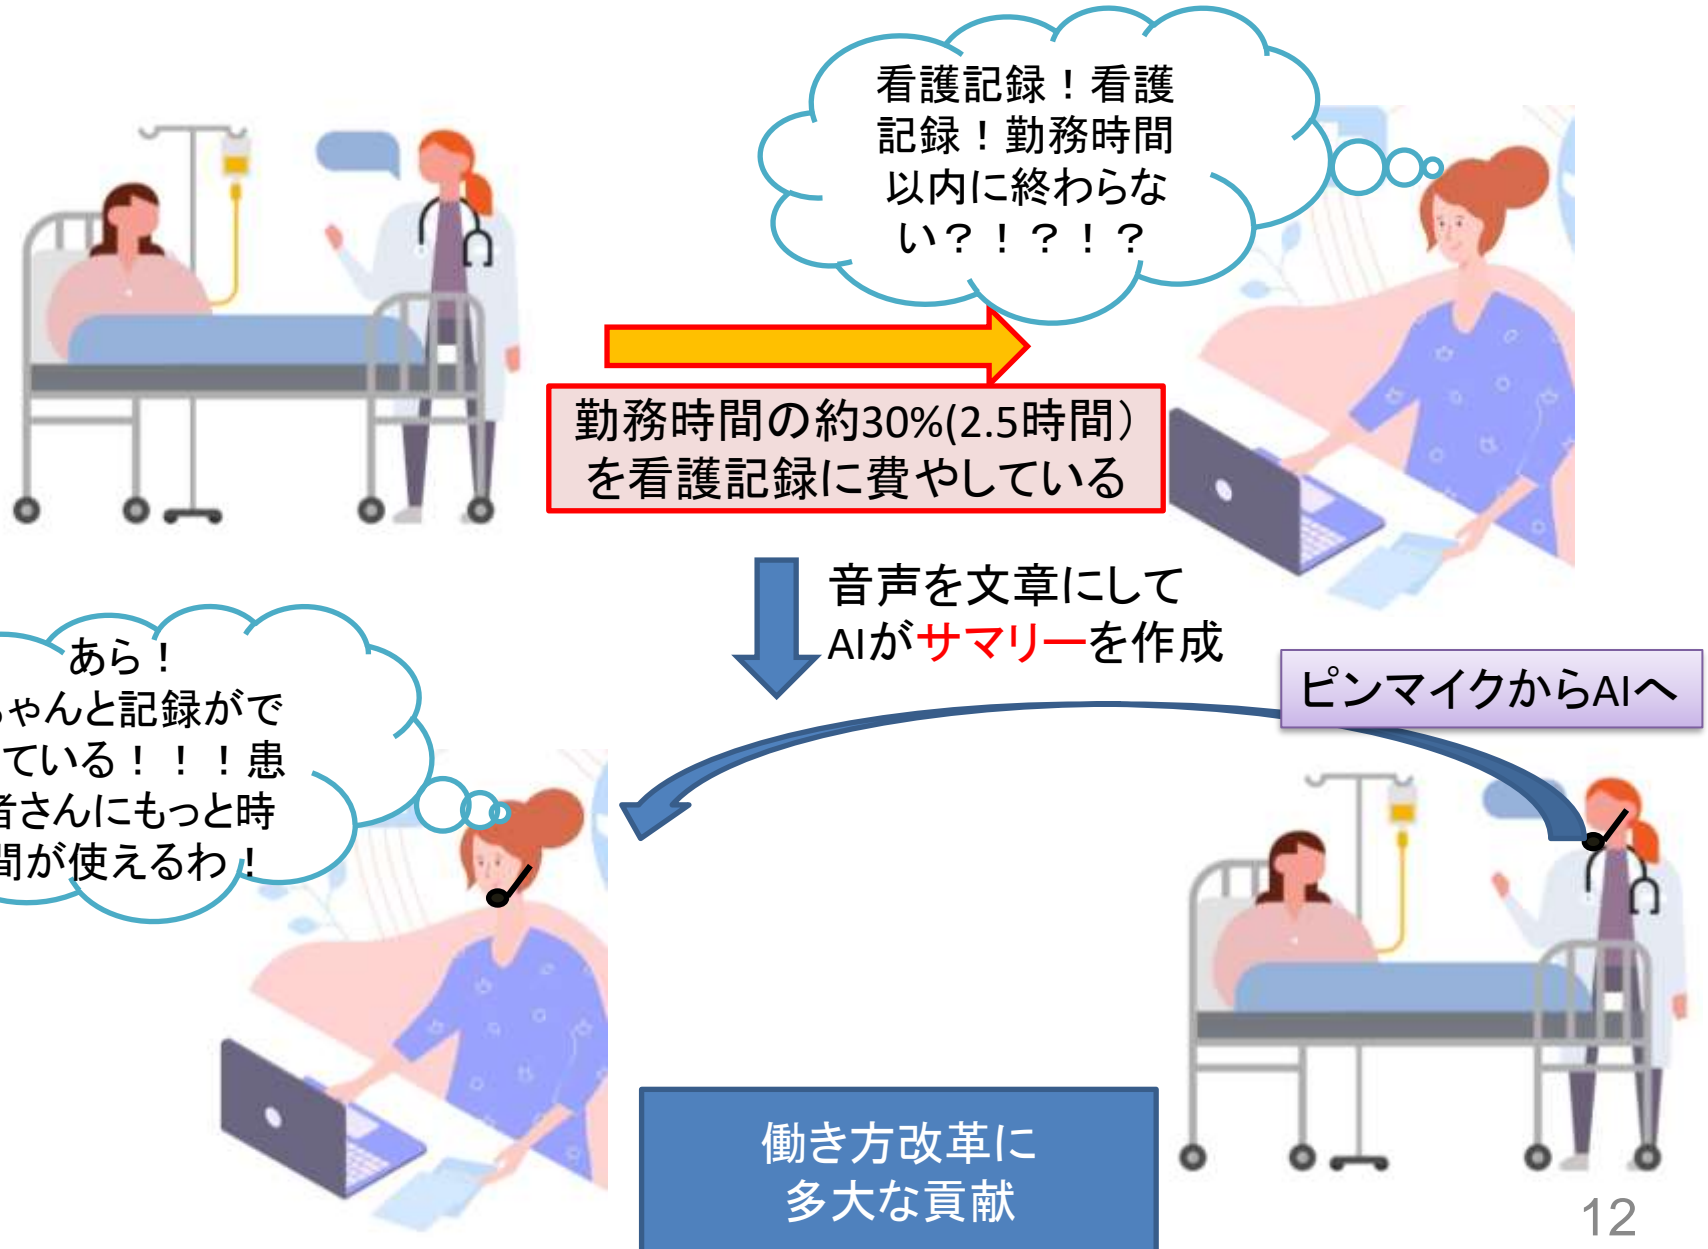 看護記録！看護
記録！勤務時間
以内に終わらな
い？！？！？
勤務時間の約30%(2.5時間）
を看護記録に費やしている
音声を文章にして
AIがサマリーを作成
ピンマイクからAIへ
あら！
ゃんと記録がで
ている！！！患
者さんにもっと時
間が使えるわ！
働き方改革に
多大な貢献
12